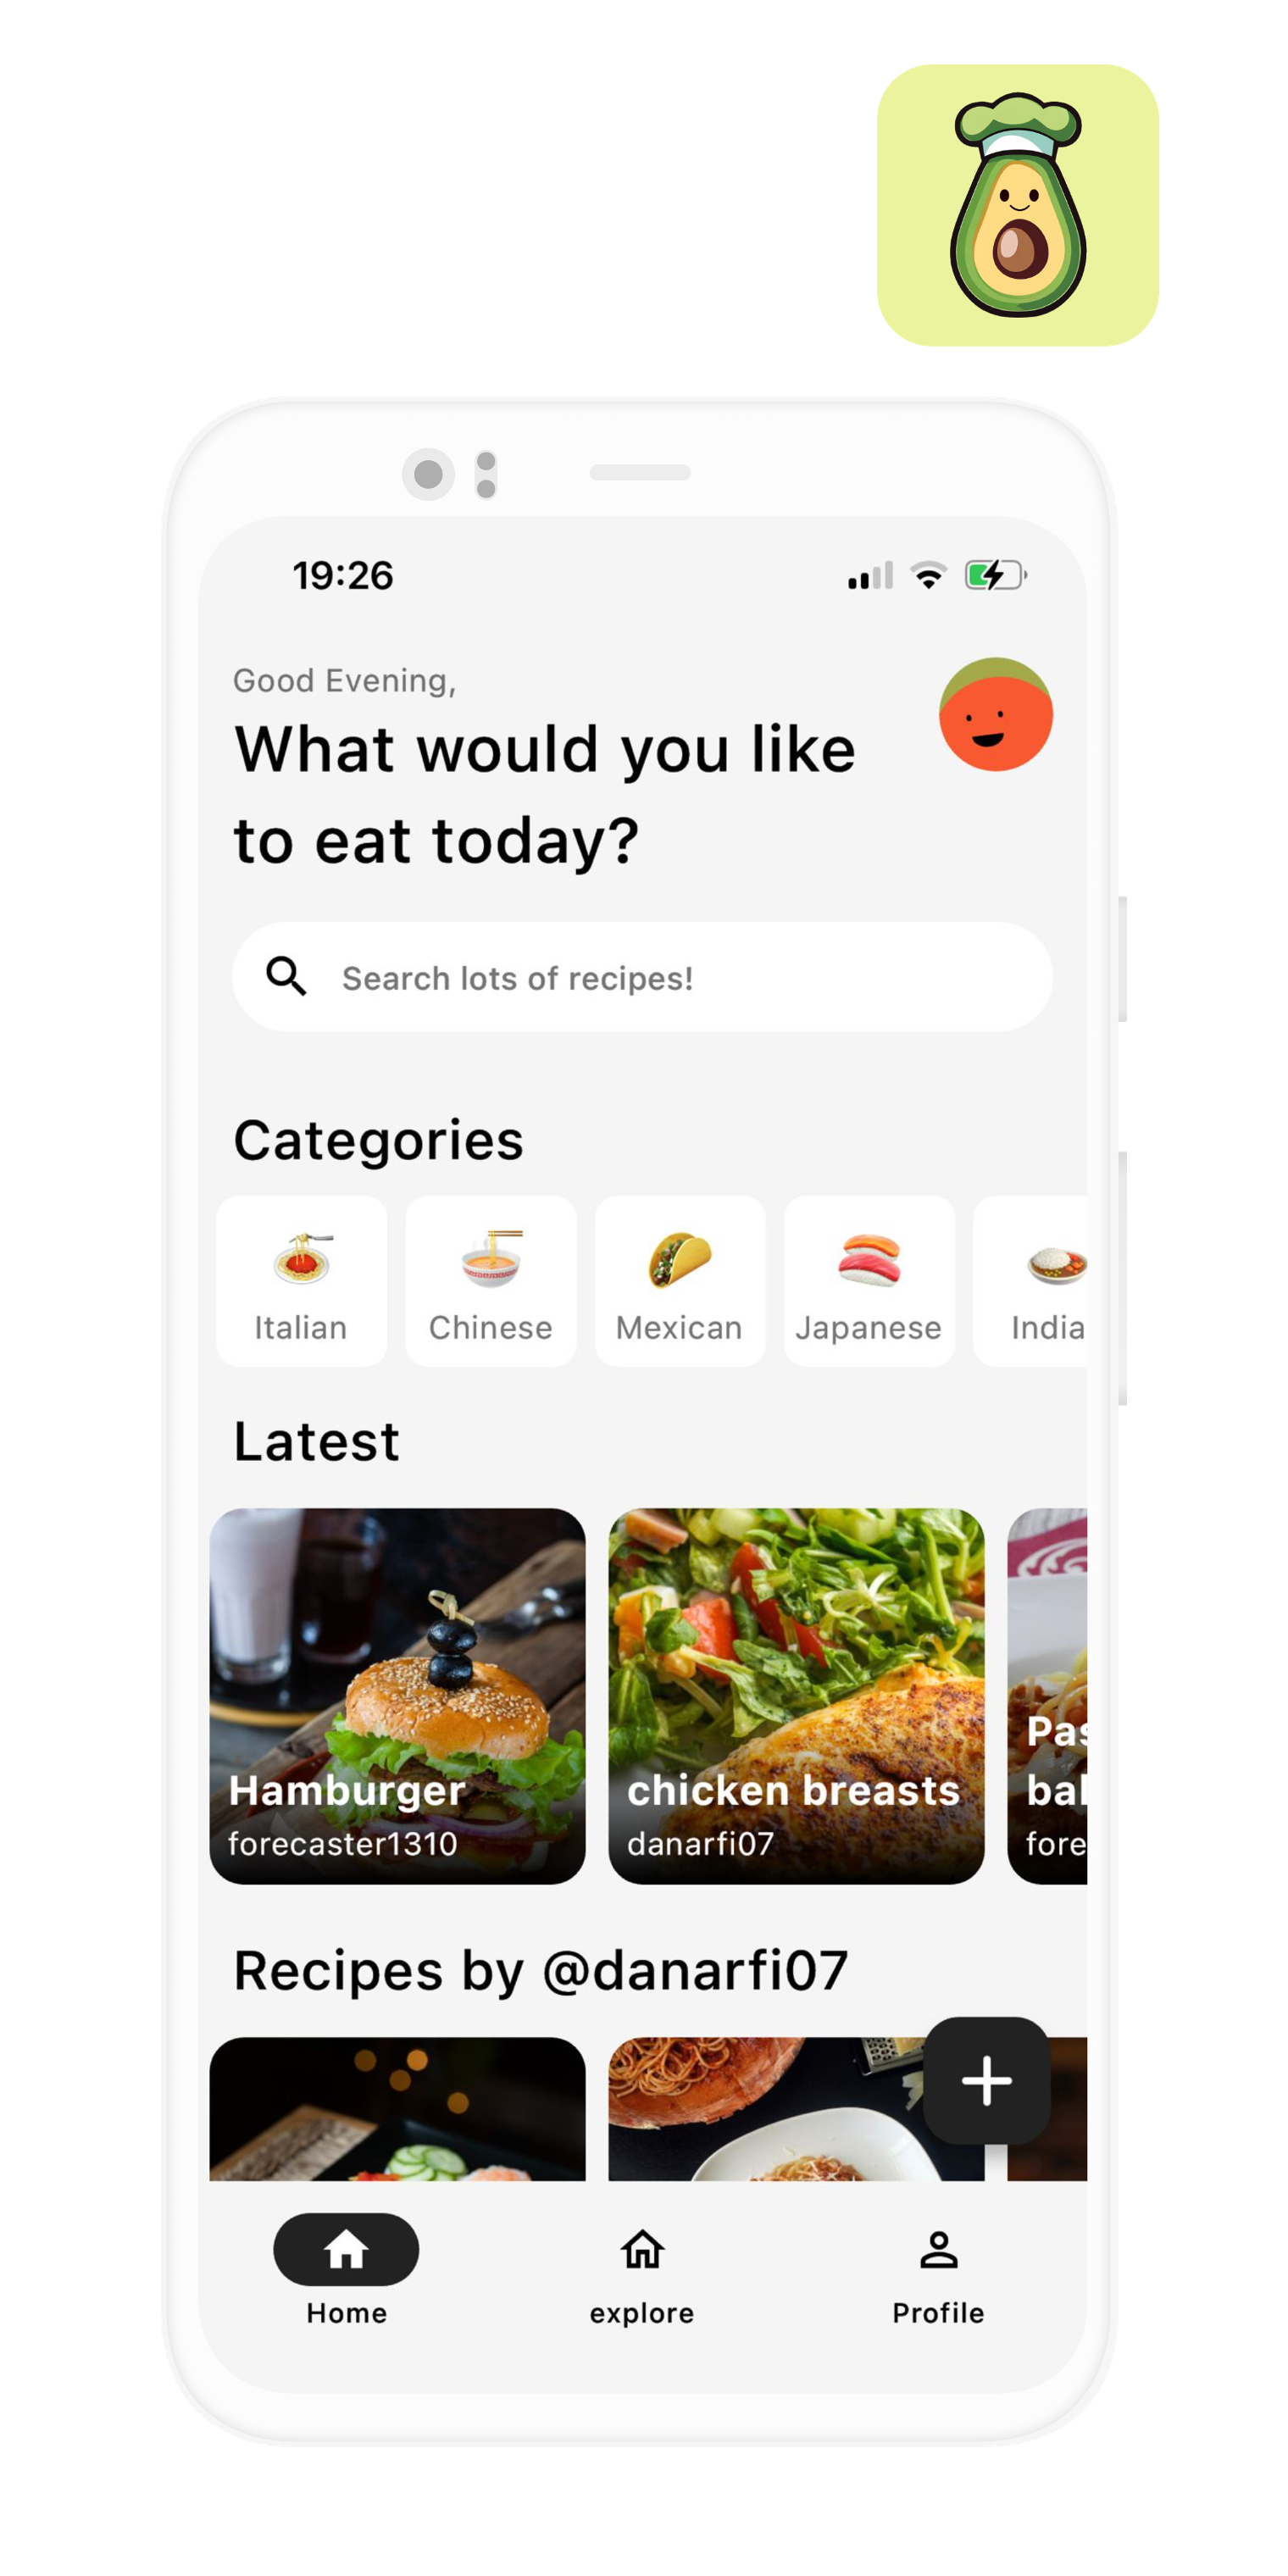 19:26
Good Evening,
What would you like
to eat today?
Search lots of recipes!
Categories
Italian
Chinese
Mexican
Japanese
India
Latest
Hamburger
forecaster1310
chicken breasts
danarfi07
Pas
bal
fore
Recipes by @danarfi07
Home
explore
Profile